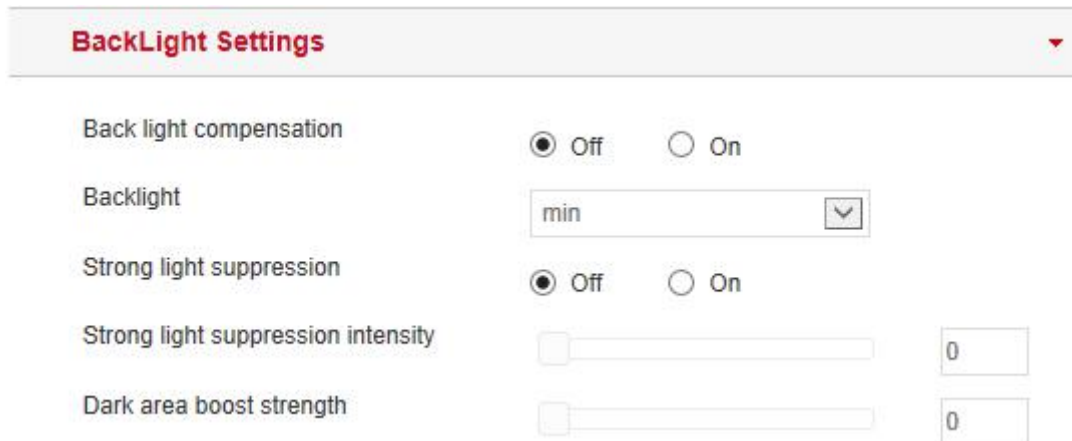 BackLight Settings
Back light compensation
Off On
Backlight
min
Strong light suppression
Off On
Strong light suppression intensity
0
Dark area boost strength
0